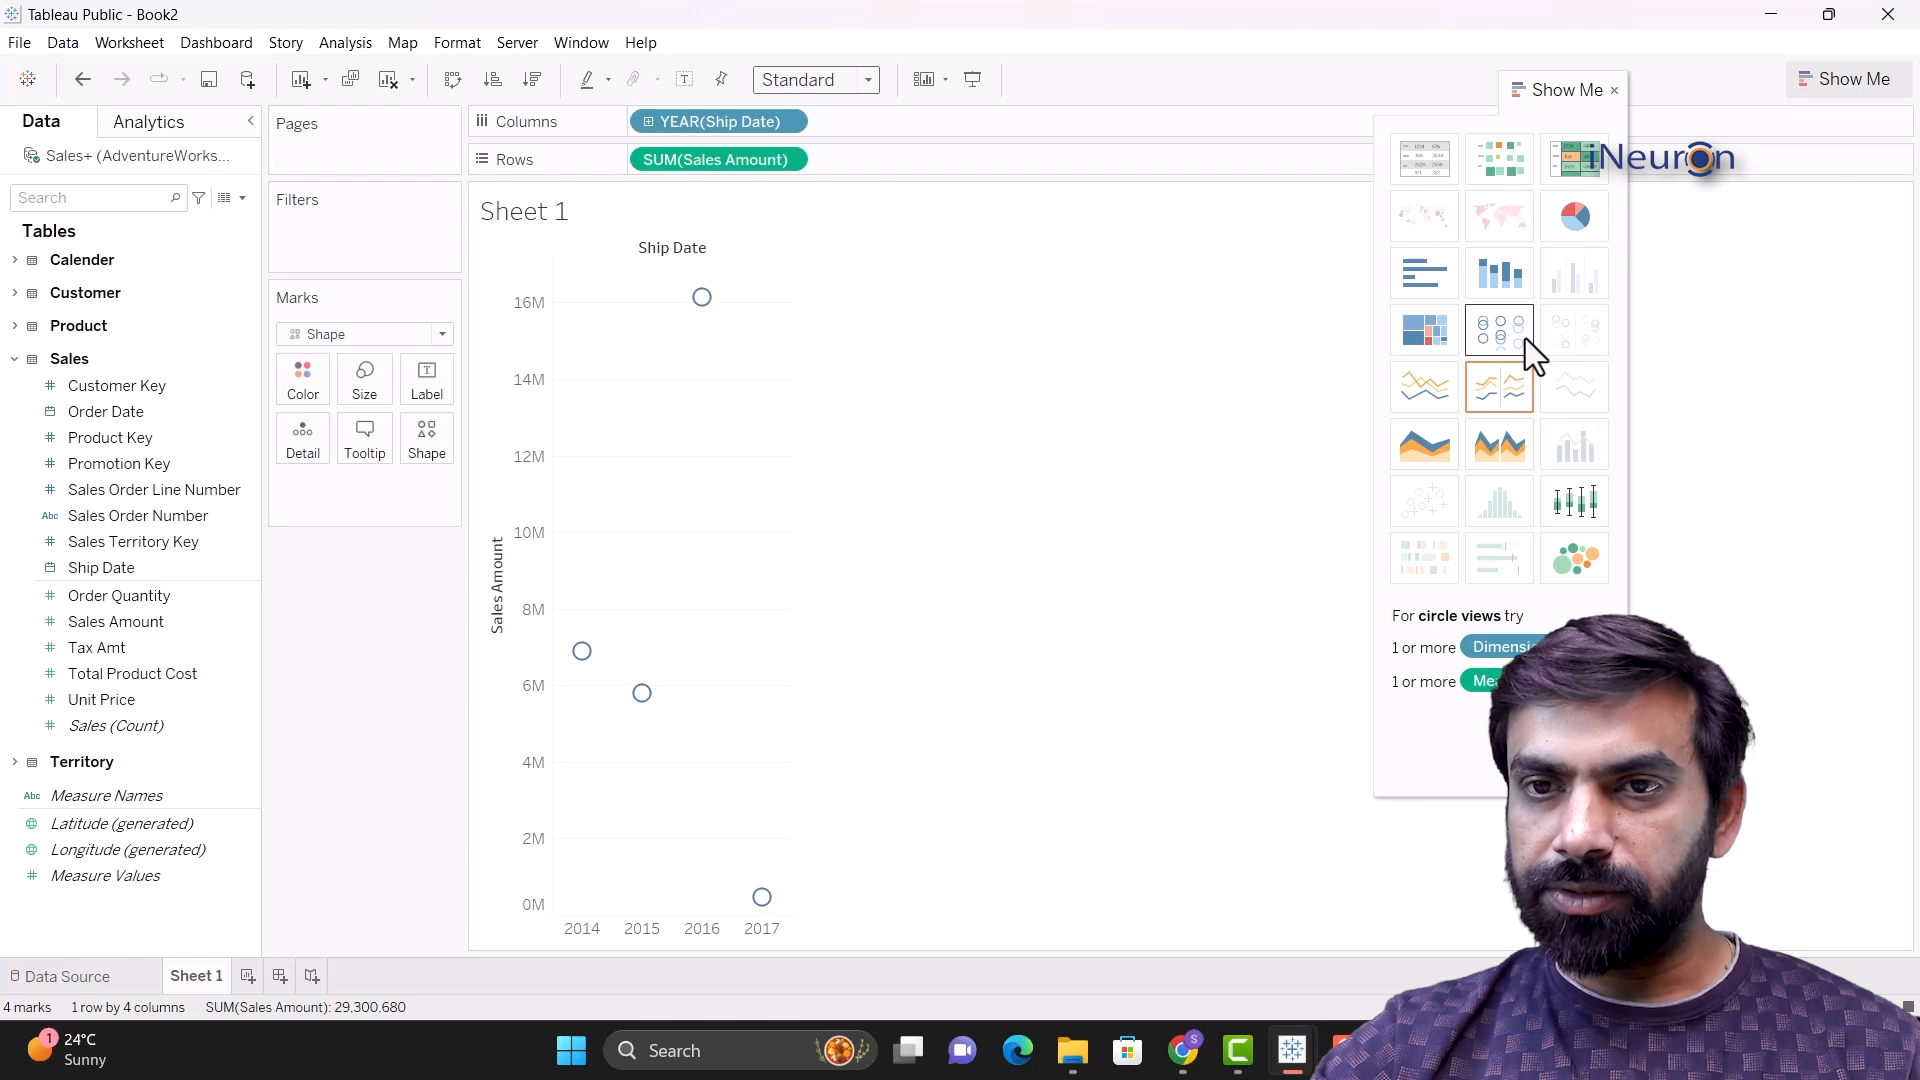 Tableau Public - Book2
File Data Worksheet Dashboard Story Analysis Map Format Server Window Help
Standard
Show Me
Show Me ×
Data
Analytics
Sales+ (AdventureWorks...
Search
Tables
Calender
Customer
Product
Sales
# Customer Key
Order Date
# Product Key
# Promotion Key
# Sales Order Line Number
Abc Sales Order Number
# Sales Territory Key
Ship Date
# Order Quantity
# Sales Amount
# Tax Amt
# Total Product Cost
# Unit Price
# Sales (Count)
Territory
Abc Measure Names
Latitude (generated)
Longitude (generated)
# Measure Values
Pages
Filters
Marks
Shape
Color Size Label
Detail Tooltip Shape
Columns YEAR(Ship Date)
Rows SUM(Sales Amount)
Sheet 1
Ship Date
Sales Amount
16M
14M
12M
10M
8M
6M
4M
2M
0M
2014 2015 2016 2017
iNeuron
For circle views try
1 or more Dimensi
1 or more Mea
Data Source
Sheet 1
4 marks 1 row by 4 columns SUM(Sales Amount): 29,300,680
1
24°C
Sunny
Search
S